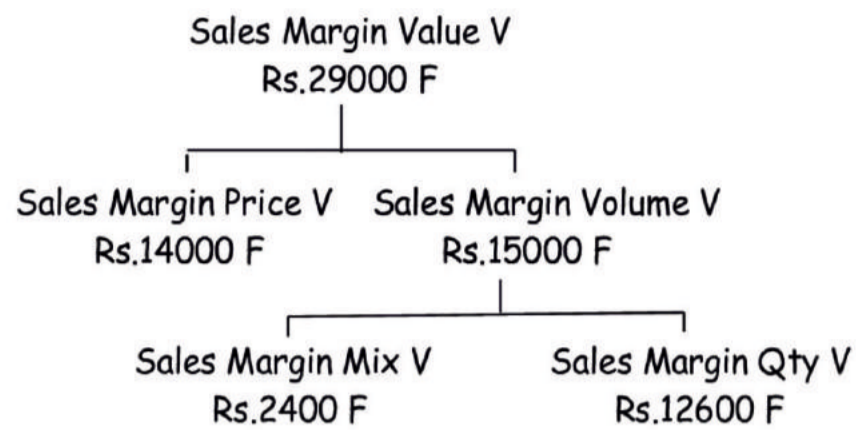 Sales Margin Value V
Rs.29000 F
Sales Margin Price V
Rs.14000 F
Sales Margin Volume V
Rs.15000 F
Sales Margin Mix V
Rs.2400 F
Sales Margin Qty V
Rs.12600 F